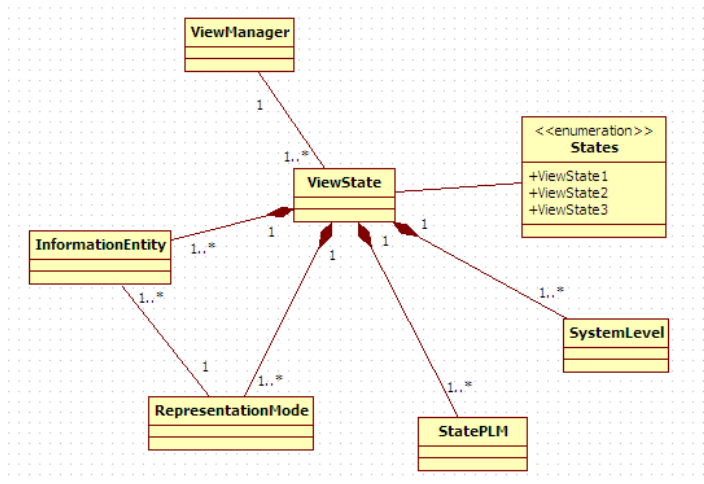 ViewManager
1
1..*
<<enumeration>>
States
+ViewState1
+ViewState2
+ViewState3
ViewState
1
1
1
1
1..*
InformationEntity
1..*
1..*
SystemLevel
1
1..*
1..*
RepresentationMode
StatePLM